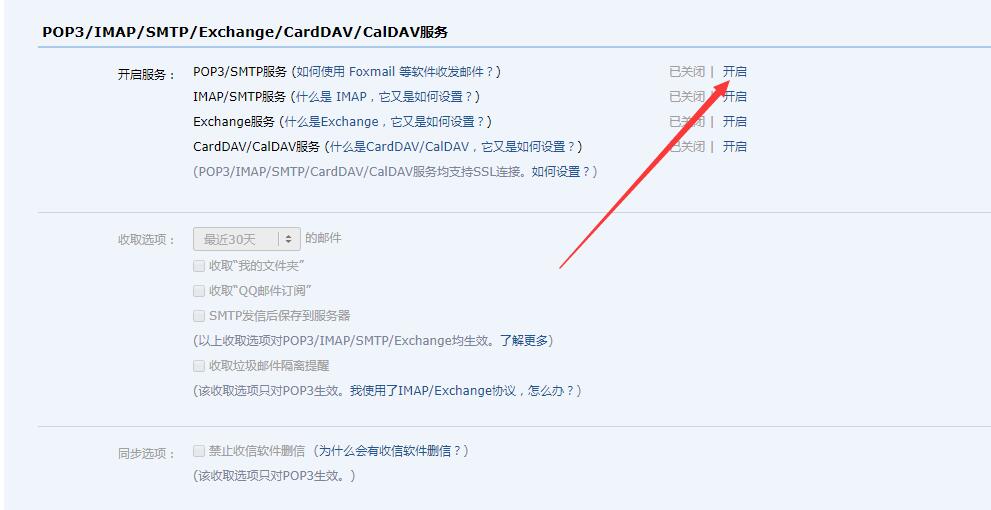 POP3/IMAP/SMTP/Exchange/CardDAV/CalDAV服务
开启服务： POP3/SMTP服务 (如何使用 Foxmail 等软件收发邮件？) 已关闭 | 开启
IMAP/SMTP服务 (什么是 IMAP，它又是如何设置？) 已关闭 | 开启
Exchange服务 (什么是Exchange，它又是如何设置？) 已关闭 | 开启
CardDAV/CalDAV服务 (什么是CardDAV/CalDAV，它又是如何设置？) 已关闭 | 开启
(POP3/IMAP/SMTP/CardDAV/CalDAV服务均支持SSL连接。如何设置？)
收取选项： 最近30天 的邮件
收取“我的文件夹”
收取“QQ邮件订阅”
SMTP发信后保存到服务器
(以上收取选项对POP3/IMAP/SMTP/Exchange均生效。了解更多)
收取垃圾邮件隔离提醒
(该收取选项只对POP3生效。我使用了IMAP/Exchange协议，怎么办？)
同步选项： 禁止收信软件删信 (为什么会有收信软件删信？)
(该收取选项只对POP3生效。)